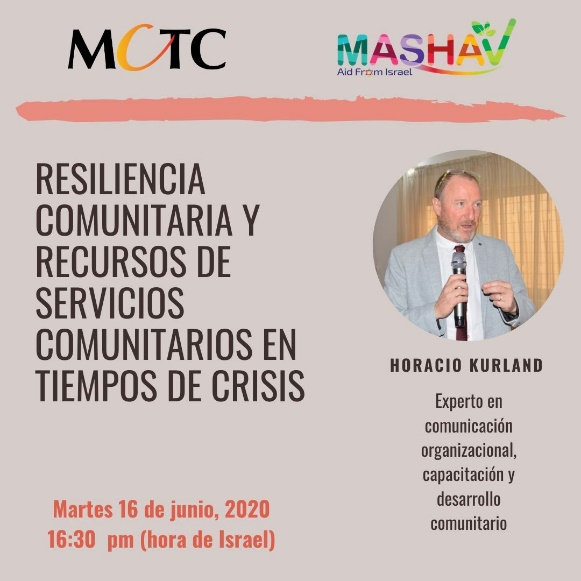 MCTC
MASHAV
Aid From Israel
RESILIENCIA
COMUNITARIA Y
RECURSOS DE
SERVICIOS
COMUNITARIOS EN
TIEMPOS DE CRISIS
HORACIO KURLAND
Experto en
comunicación
organizacional,
capacitación y
desarrollo
comunitario
Martes 16 de junio, 2020
16:30 pm (hora de Israel)